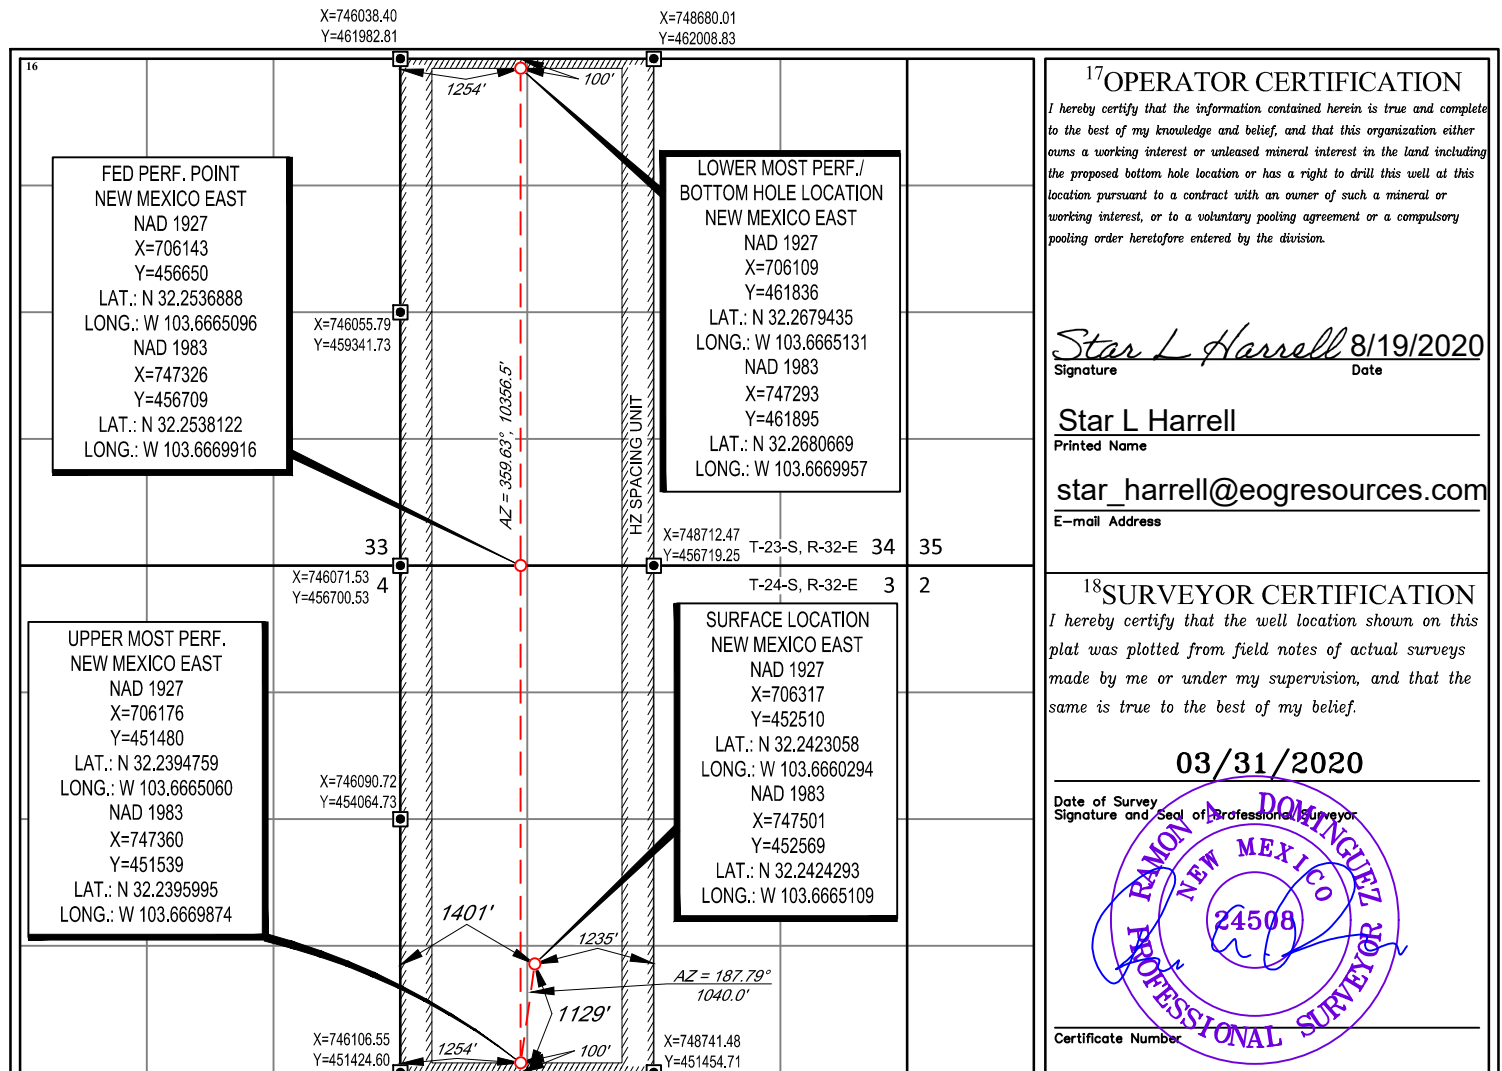 X=746038.40
Y=461982.81
X=748680.01
Y=462008.83
16
1254'
100'
FED PERF. POINT
NEW MEXICO EAST
NAD 1927
X=706143
Y=456650
LAT.: N 32.2536888
LONG.: W 103.6665096
NAD 1983
X=747326
Y=456709
LAT.: N 32.2538122
LONG.: W 103.6669916
LOWER MOST PERF./
BOTTOM HOLE LOCATION
NEW MEXICO EAST
NAD 1927
X=706109
Y=461836
LAT.: N 32.2679435
LONG.: W 103.6665131
NAD 1983
X=747293
Y=461895
LAT.: N 32.2680669
LONG.: W 103.6669957
X=746055.79
Y=459341.73
AZ = 359.63°, 10356.5'
HZ SPACING UNIT
X=748712.47
Y=456719.25
T-23-S, R-32-E
33
34
35
X=746071.53
Y=456700.53
4
T-24-S, R-32-E
3
2
UPPER MOST PERF.
NEW MEXICO EAST
NAD 1927
X=706176
Y=451480
LAT.: N 32.2394759
LONG.: W 103.6665060
NAD 1983
X=747360
Y=451539
LAT.: N 32.2395995
LONG.: W 103.6669874
SURFACE LOCATION
NEW MEXICO EAST
NAD 1927
X=706317
Y=452510
LAT.: N 32.2423058
LONG.: W 103.6660294
NAD 1983
X=747501
Y=452569
LAT.: N 32.2424293
LONG.: W 103.6665109
X=746090.72
Y=454064.73
1401'
1235'
AZ = 187.79°
1040.0'
1129'
X=746106.55
Y=451424.60
1254'
100'
X=748741.48
Y=451454.71
17 OPERATOR CERTIFICATION
I hereby certify that the information contained herein is true and complete
to the best of my knowledge and belief, and that this organization either
owns a working interest or unleased mineral interest in the land including
the proposed bottom hole location or has a right to drill this well at this
location pursuant to a contract with an owner of such a mineral or
working interest, or to a voluntary pooling agreement or a compulsory
pooling order heretofore entered by the division.
Star L Harrell 8/19/2020
Signature Date
Star L Harrell
Printed Name
star_harrell@eogresources.com
E-mail Address
18 SURVEYOR CERTIFICATION
I hereby certify that the well location shown on this
plat was plotted from field notes of actual surveys
made by me or under my supervision, and that the
same is true to the best of my belief.
03/31/2020
Date of Survey
Signature and Seal of Professional Surveyor
RAMON A. DOMINGUEZ
NEW MEXICO
24508
PROFESSIONAL SURVEYOR
Certificate Number